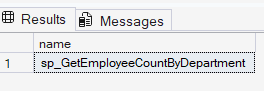 Results Messages
name
1 sp_GetEmployeeCountByDepartment